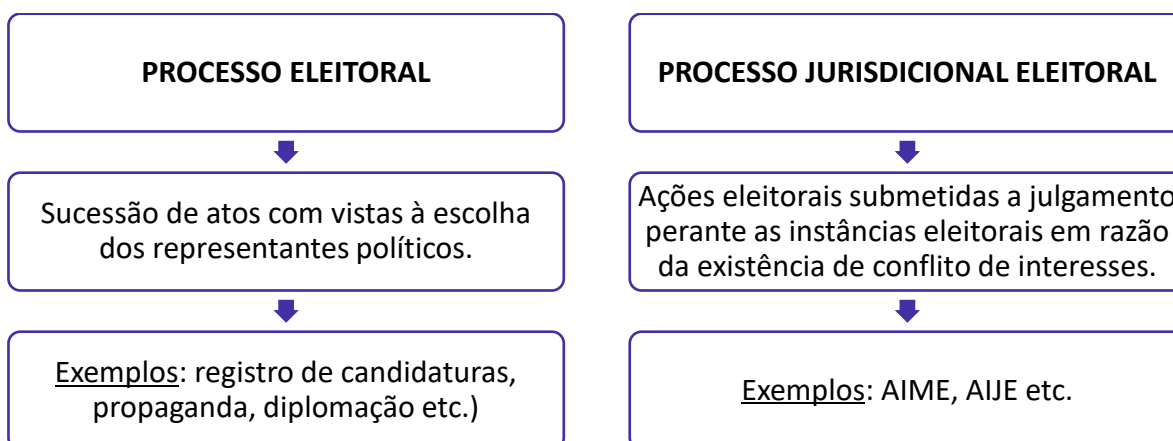 PROCESSO ELEITORAL
Sucessão de atos com vistas à escolha
dos representantes políticos.
Exemplos: registro de candidaturas,
propaganda, diplomação etc.)
PROCESSO JURISDICIONAL ELEITORAL
Ações eleitorais submetidas a julgamento
perante as instâncias eleitorais em razão
da existência de conflito de interesses.
Exemplos: AIME, AIJE etc.